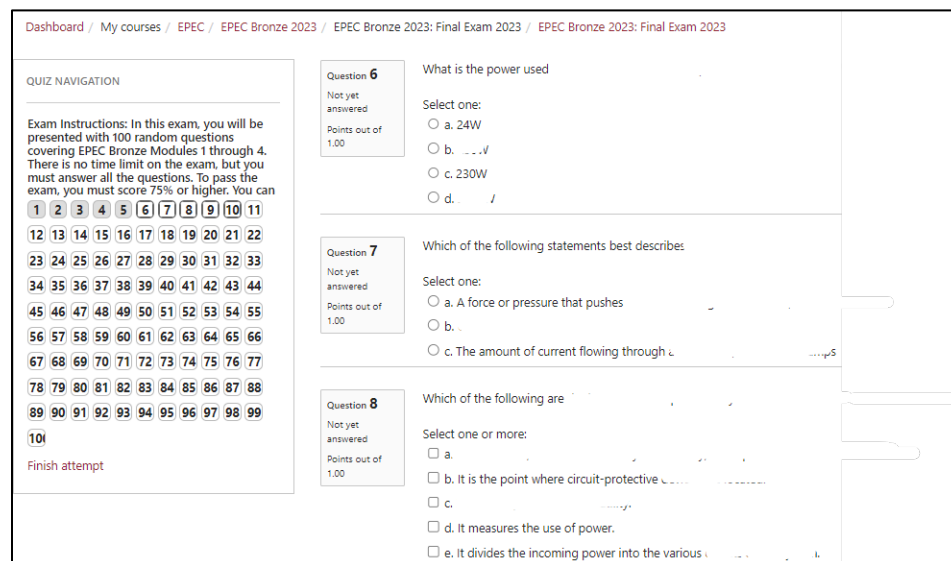 Dashboard / My courses / EPEC / EPEC Bronze 2023 / EPEC Bronze 2023: Final Exam 2023 / EPEC Bronze 2023: Final Exam 2023
QUIZ NAVIGATION
Exam Instructions: In this exam, you will be
presented with 100 random questions
covering EPEC Bronze Modules 1 through 4.
There is no time limit on the exam, but you
must answer all the questions. To pass the
exam, you must score 75% or higher. You can
1 2 3 4 5 6 7 8 9 10 11
12 13 14 15 16 17 18 19 20 21 22
23 24 25 26 27 28 29 30 31 32 33
34 35 36 37 38 39 40 41 42 43 44
45 46 47 48 49 50 51 52 53 54 55
56 57 58 59 60 61 62 63 64 65 66
67 68 69 70 71 72 73 74 75 76 77
78 79 80 81 82 83 84 85 86 87 88
89 90 91 92 93 94 95 96 97 98 99
Finish attempt
Question 6
Not yet
answered
Points out of
1.00
What is the power used
Select one:
a. 24W
b.
c. 230W
d.
Question 7
Not yet
answered
Points out of
1.00
Which of the following statements best describes
Select one:
a. A force or pressure that pushes
b.
c. The amount of current flowing through
Question 8
Not yet
answered
Points out of
1.00
Which of the following are
Select one or more:
a.
b. It is the point where circuit-protective
c.
d. It measures the use of power.
e. It divides the incoming power into the various